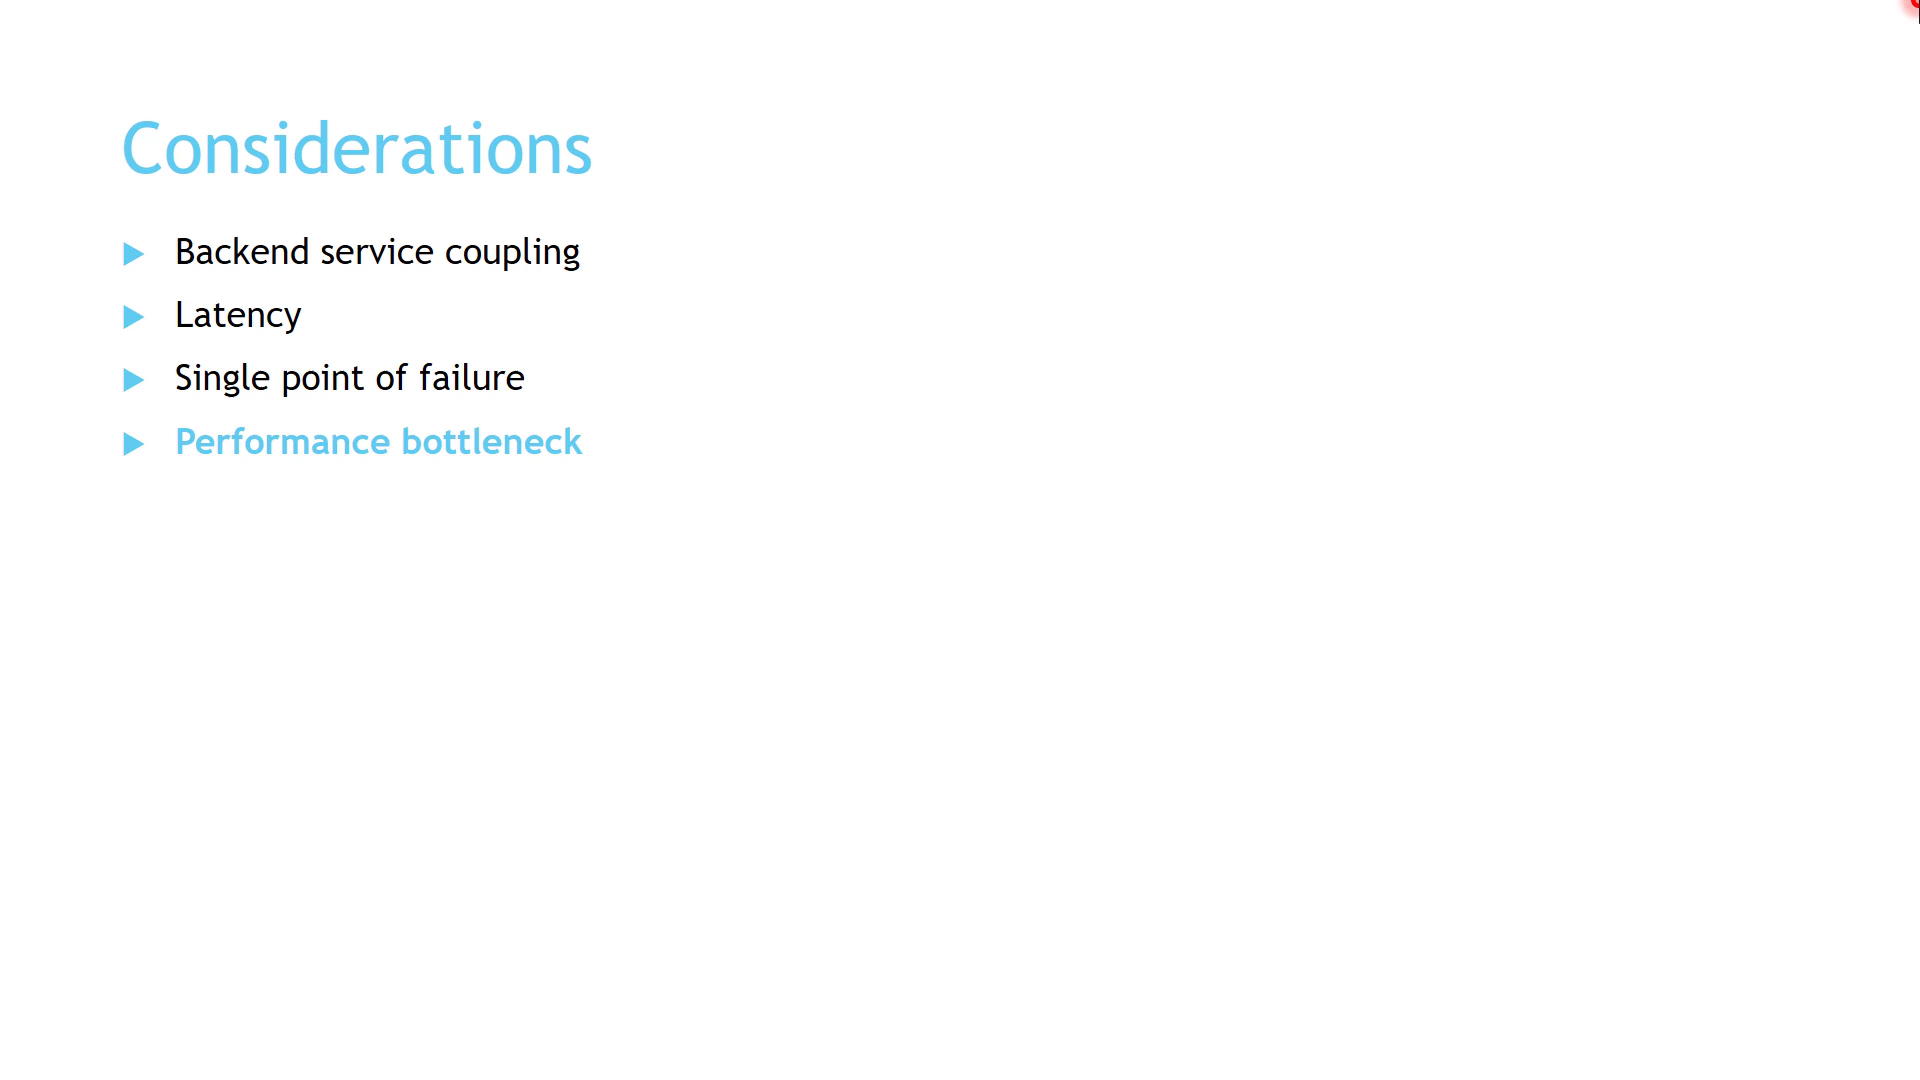 Considerations
Backend service coupling
Latency
Single point of failure
Performance bottleneck